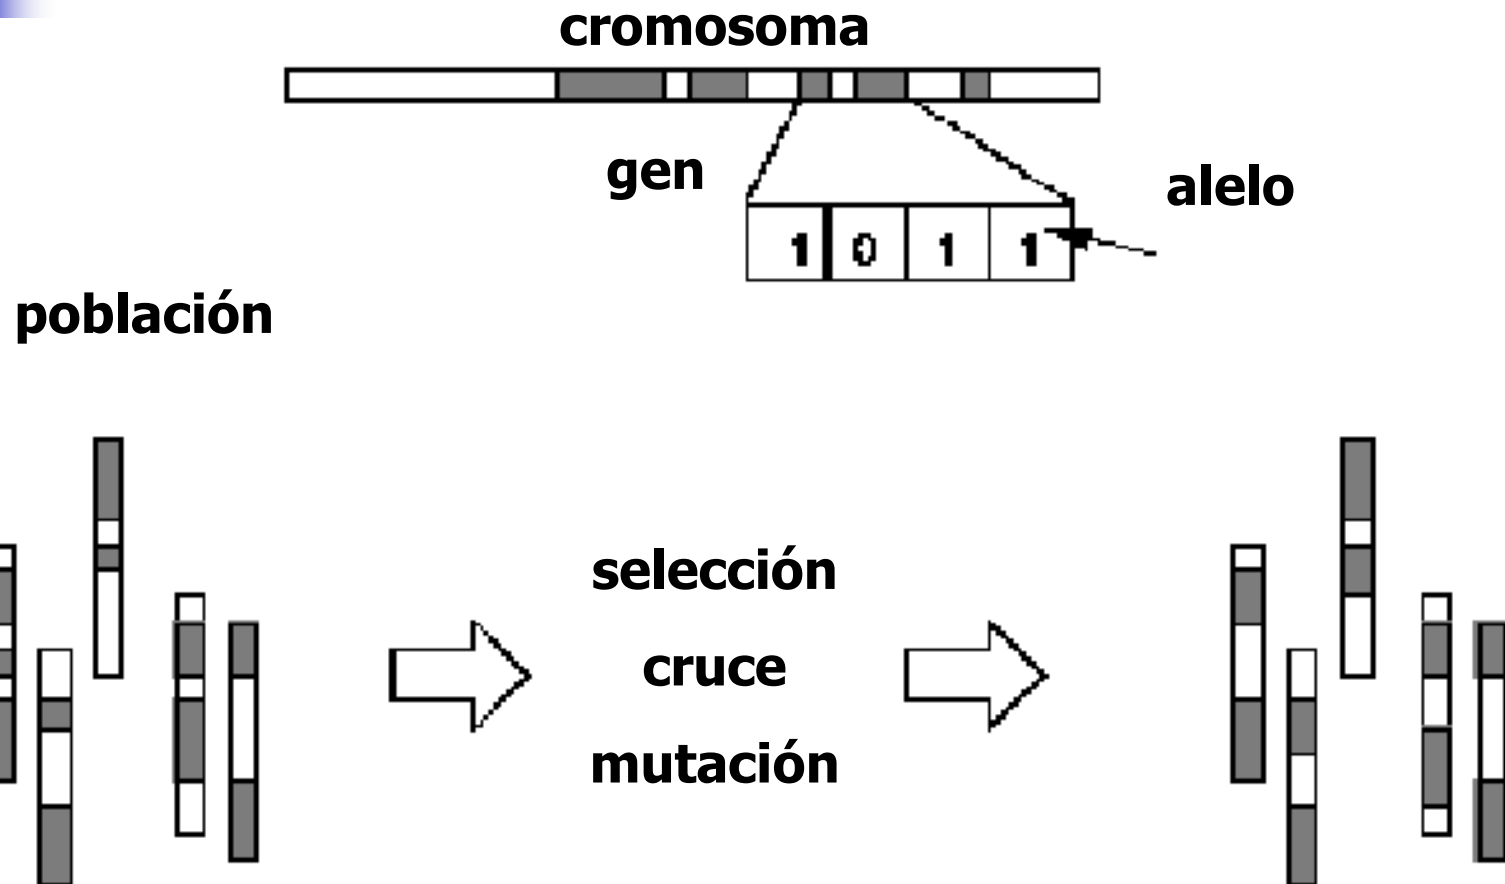 cromosoma
gen
alelo
1 0 1 1
población
selección
cruce
mutación